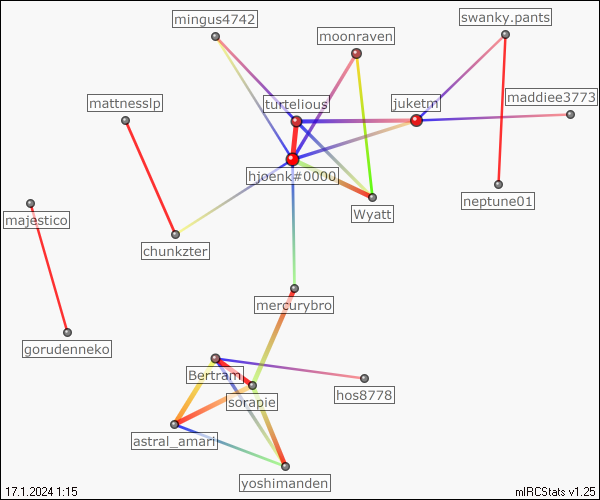 mingus4742
swanky.pants
moonraven
mattnesslp
turtelious
juketm
maddiee3773
hjoenk#0000
Wyatt
neptune01
majestico
chunkzter
mercurybro
gorudenneko
Bertram
sorapie
hos8778
astral_amari
yoshimanden
17.1.2024 1:15
mIRCStats v1.25